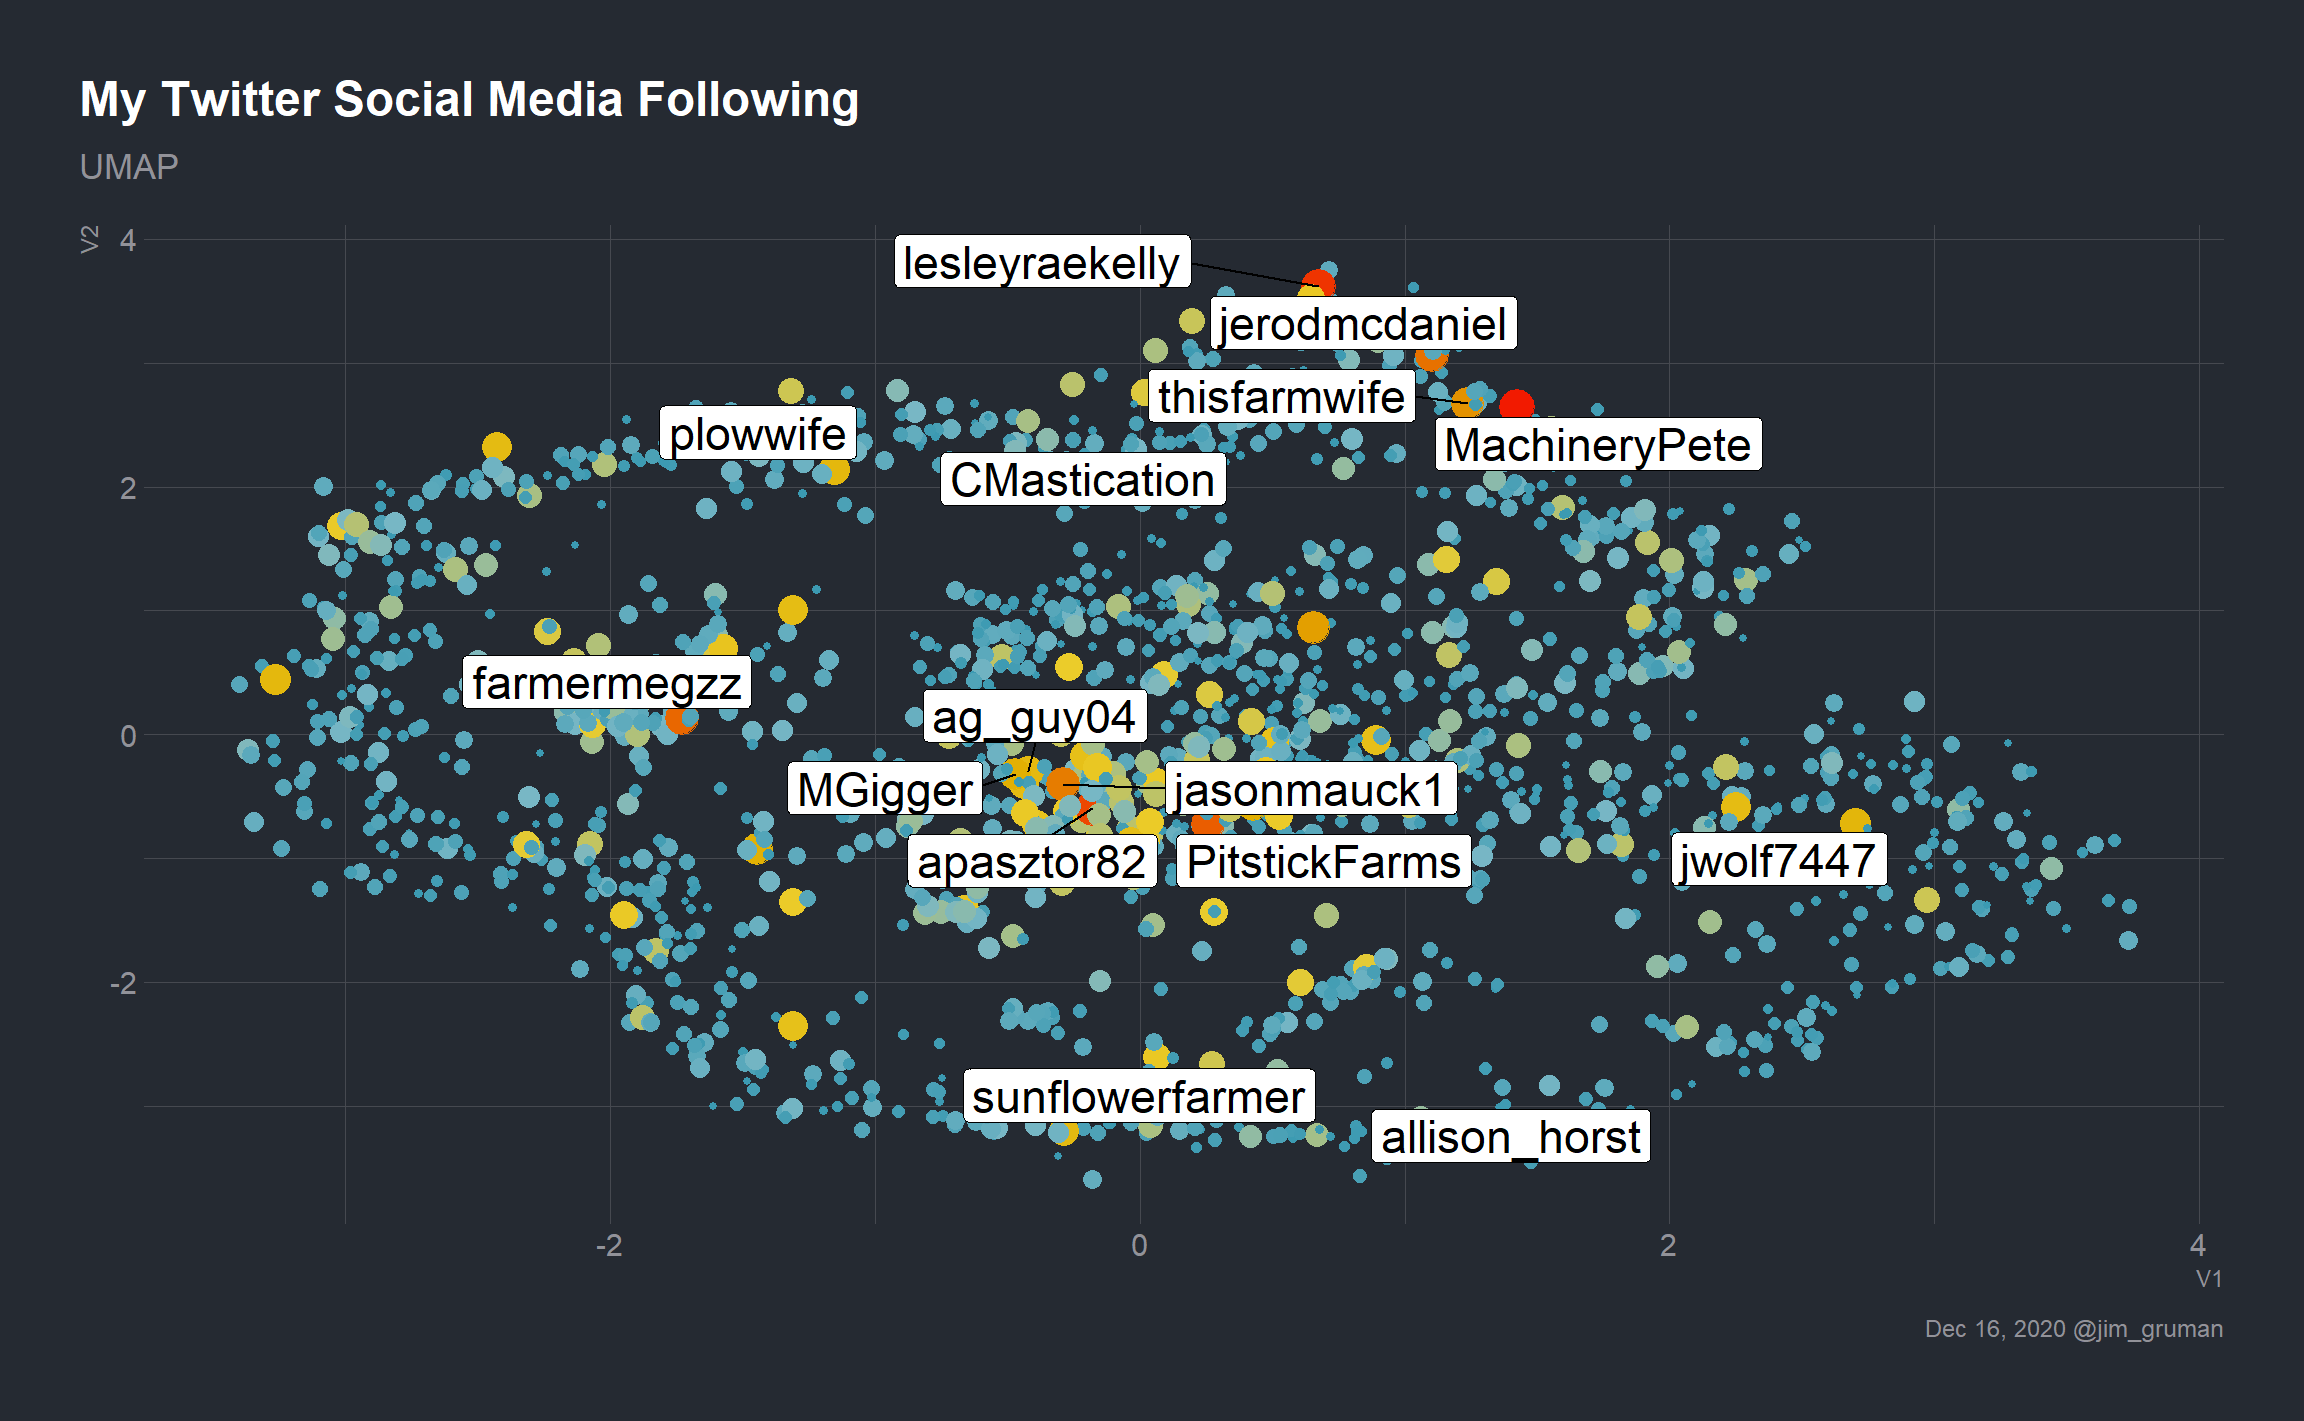 My Twitter Social Media Following
UMAP
V2
4
lesleyraekelly
jerodmcdaniel
thisfarmwife
plowwife
MachineryPete
CMastication
2
farmermegzz
ag_guy04
0
MGigger
jasonmauck1
apasztor82
PitstickFarms
jwolf7447
-2
sunflowerfarmer
allison_horst
-2
0
2
4
V1
Dec 16, 2020 @jim_gruman